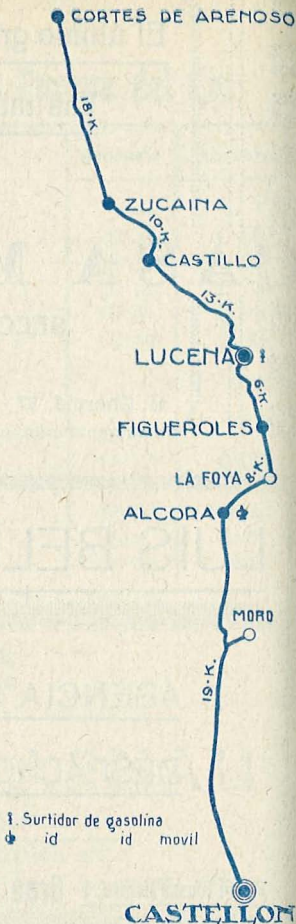 CORTES DE ARENOSO
18·K.
ZUCAINA
10·K.
CASTILLO
13·K.
LUCENA
6·K.
FIGUEROLES
LA FOYA
8·K.
ALCORA
MORO
19·K.
Surtidor de gasolina
id id movil
CASTELLON